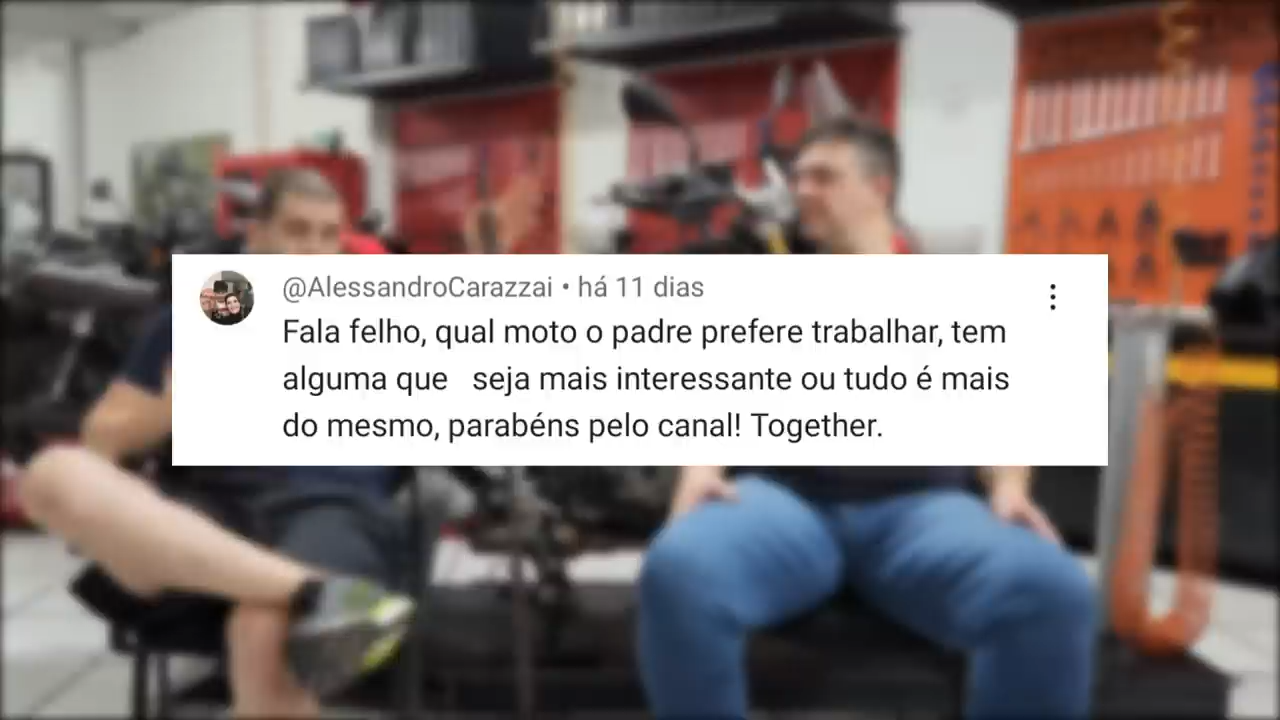 @AlessandroCarazzai • há 11 dias
Fala felho, qual moto o padre prefere trabalhar, tem
alguma que seja mais interessante ou tudo é mais
do mesmo, parabéns pelo canal! Together.